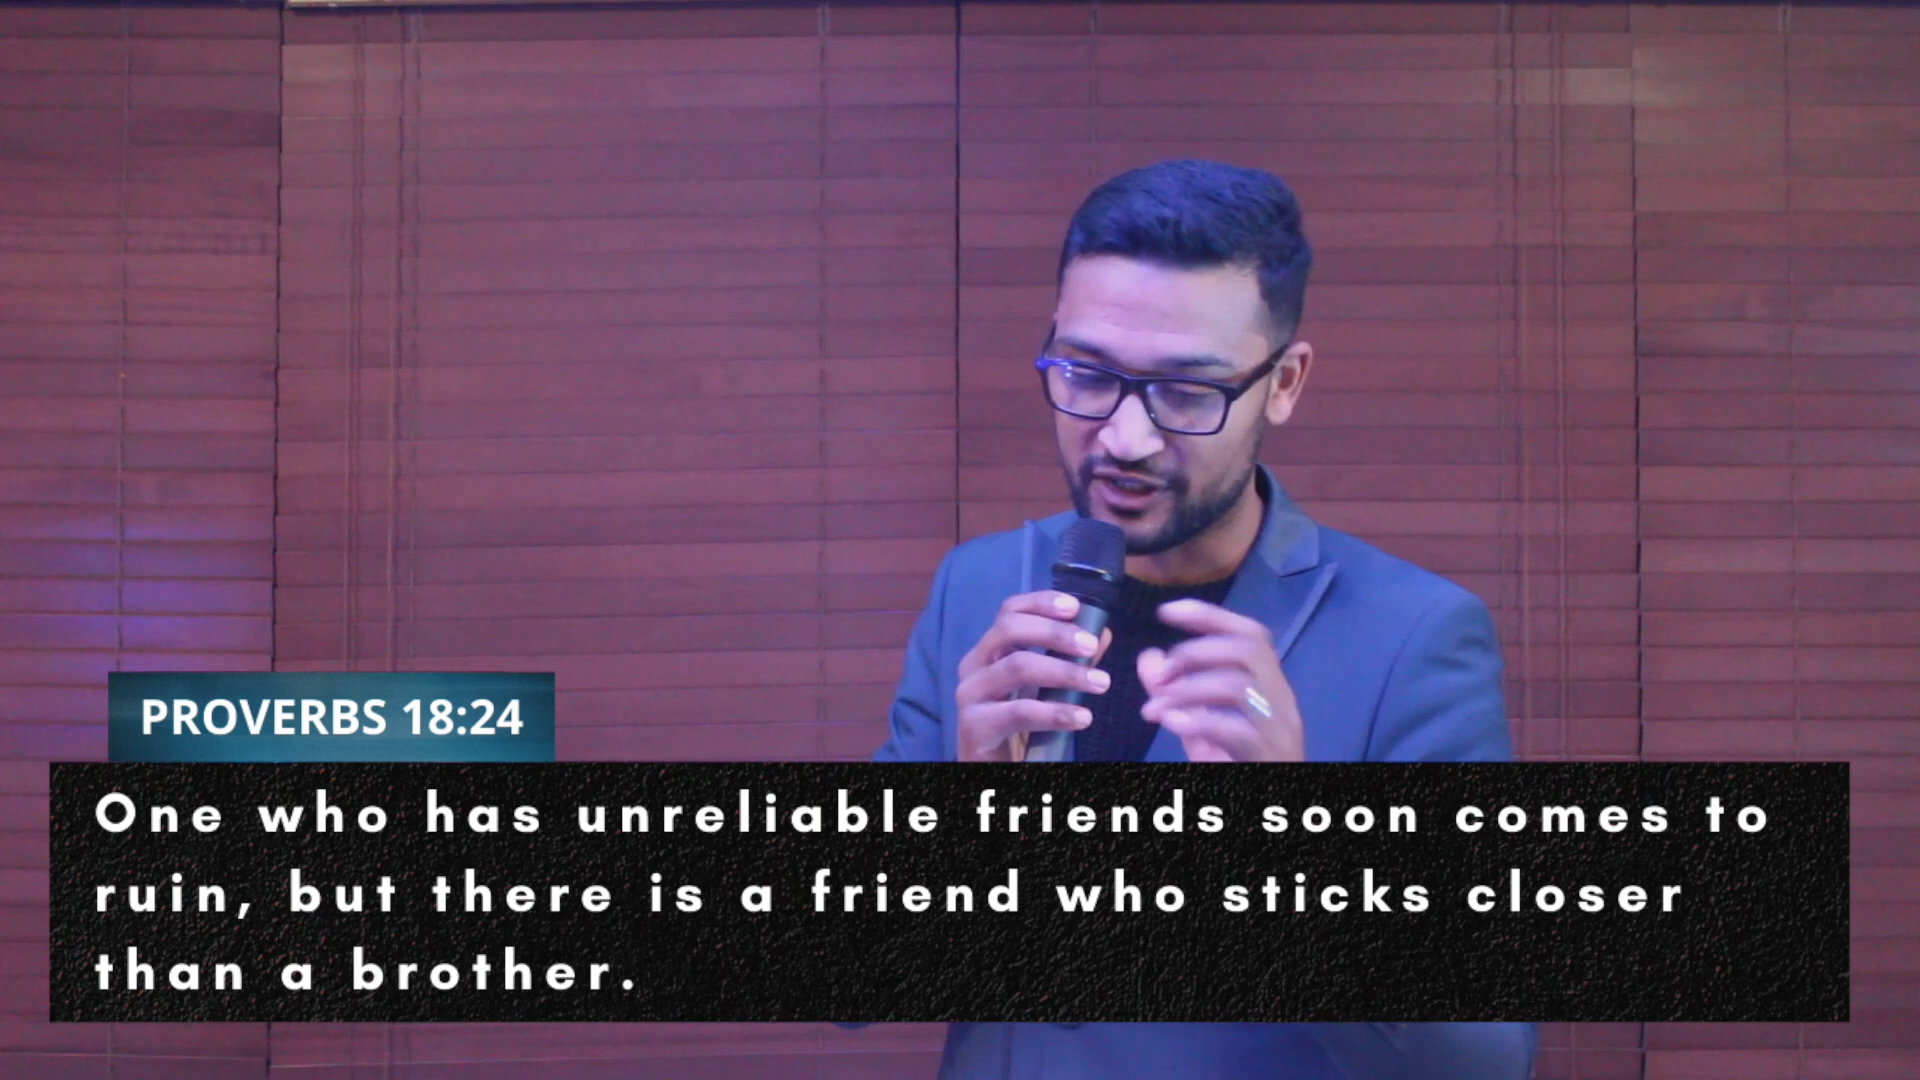 PROVERBS 18:24
One who has unreliable friends soon comes to
ruin, but there is a friend who sticks closer
than a brother.